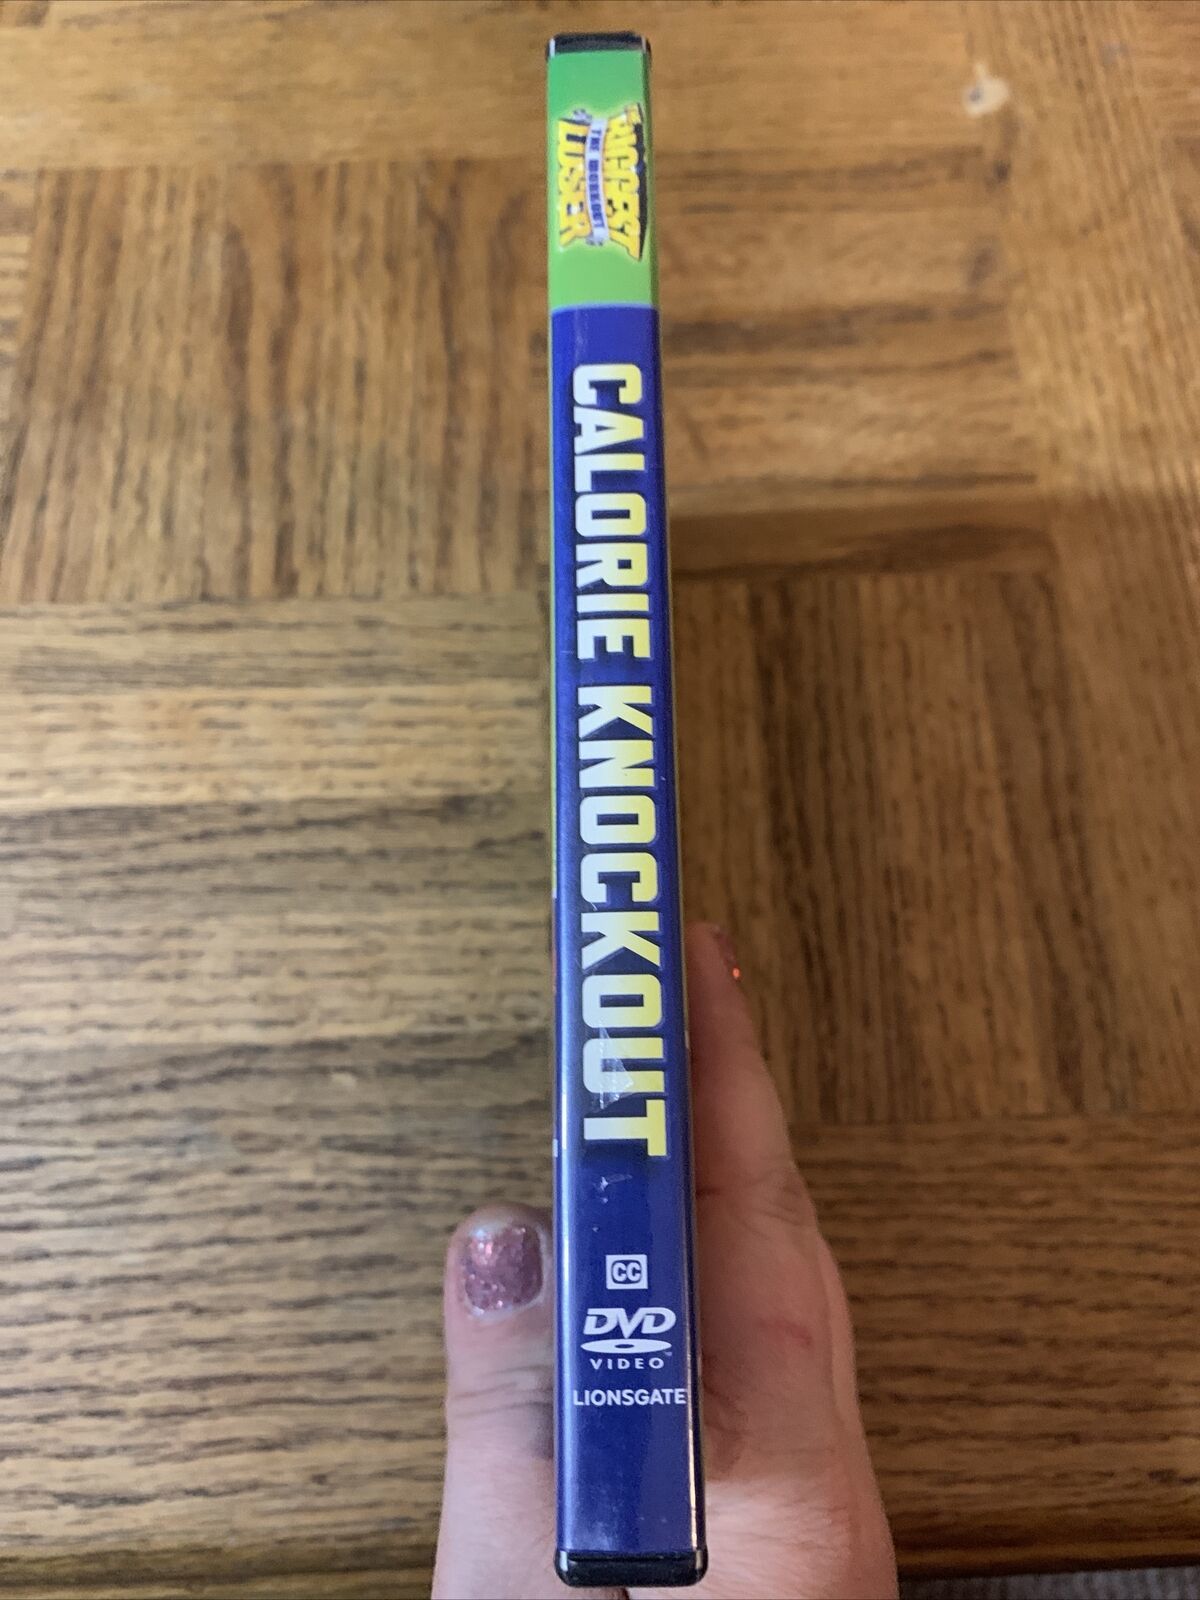 THE
BIGGEST
THE WORKOUT
LOSER
CALORIE KNOCKOUT
CC
DVD
VIDEO
LIONSGATE